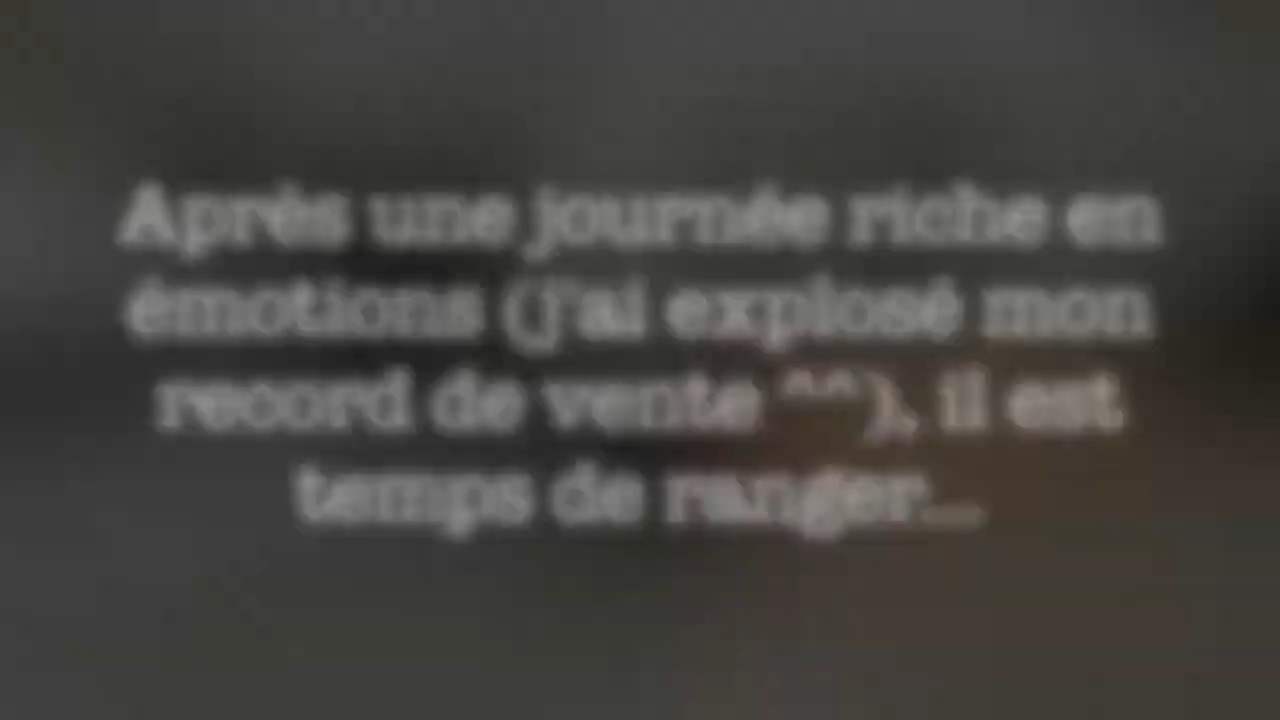 Après une journée riche en
émotions (j'ai explosé mon
record de vente ^^), il est
temps de ranger...